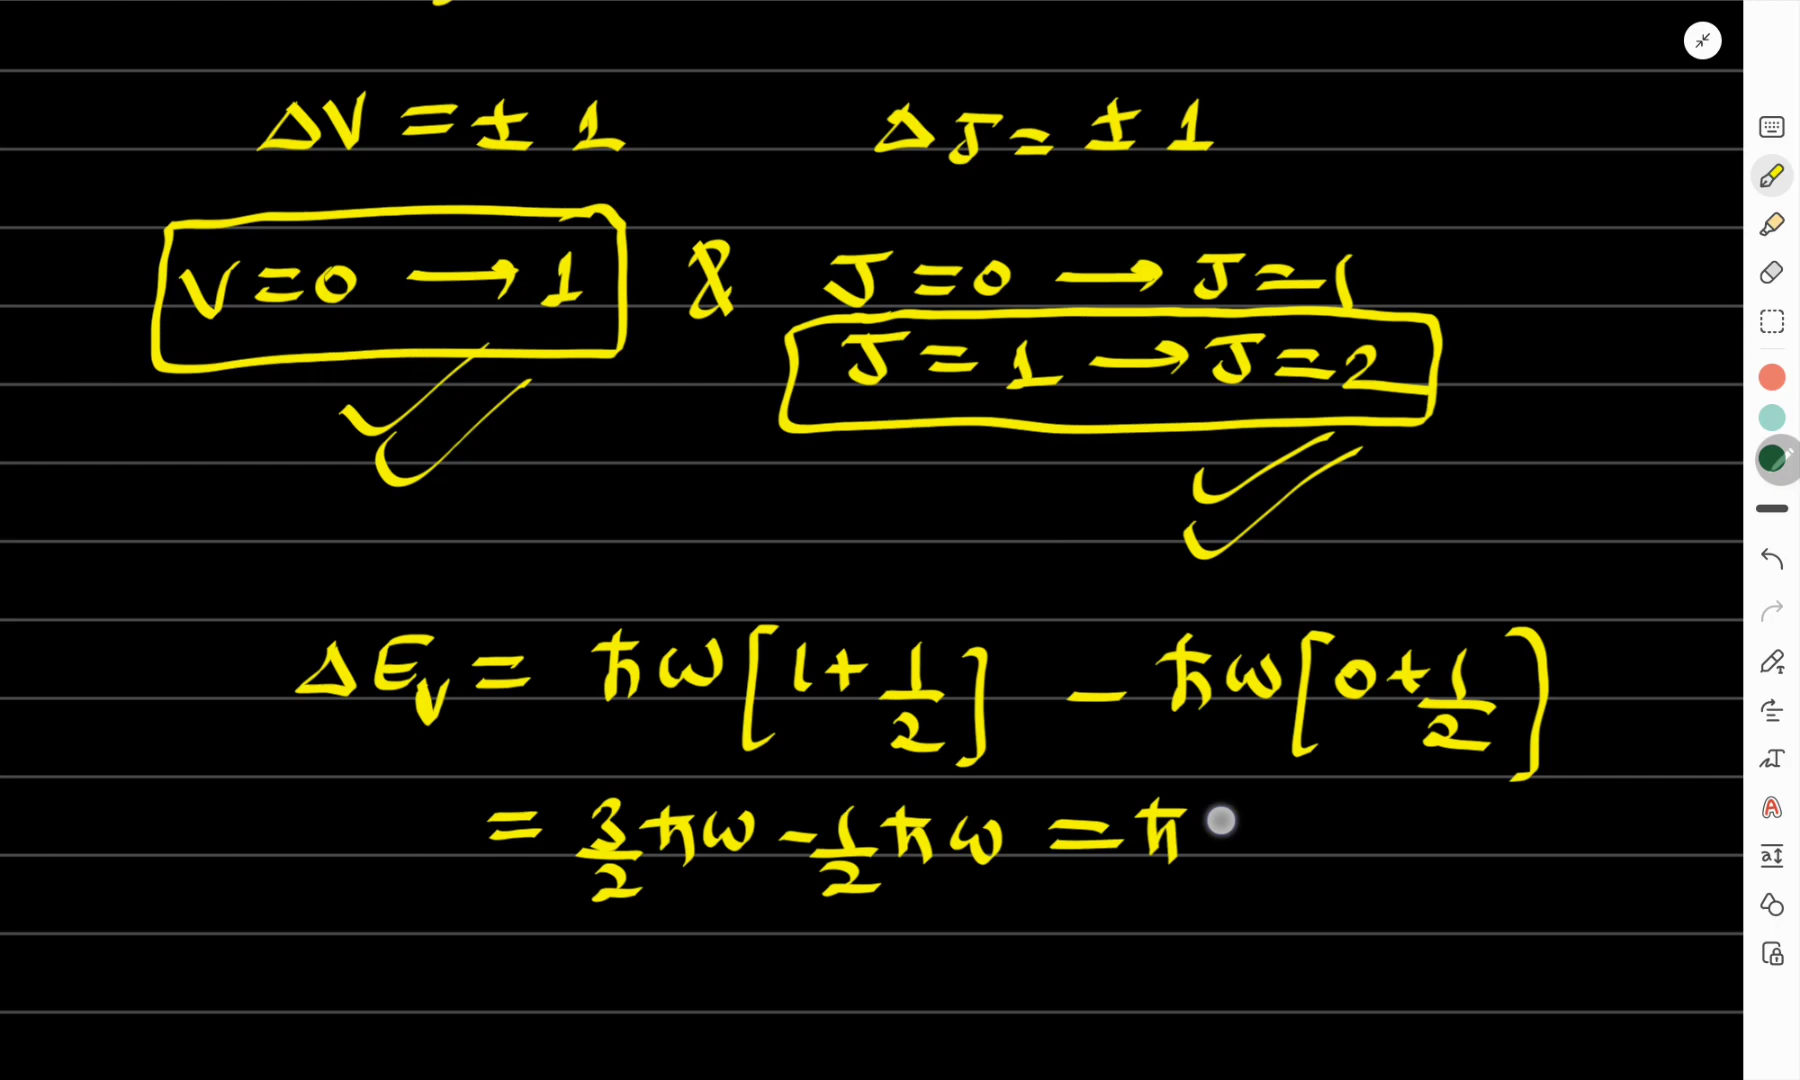 ΔV = ± 1 ΔJ = ± 1
V = 0 → 1 & J = 0 → J = 1
J = 1 → J = 2
ΔE_V = ħω[1 + 1/2] - ħω[0 + 1/2]
= 3/2 ħω - 1/2 ħω = ħ